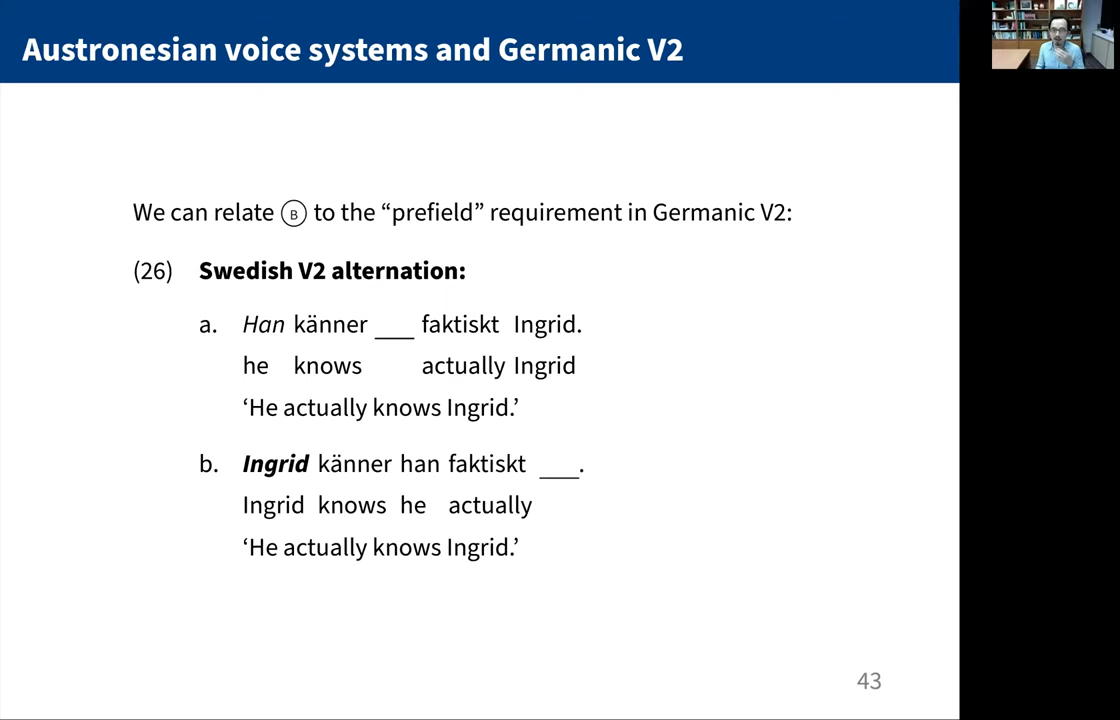 Austronesian voice systems and Germanic V2
We can relate Ⓑ to the “prefield” requirement in Germanic V2:
(26) Swedish V2 alternation:
a. Han känner ___ faktiskt Ingrid.
he knows actually Ingrid
‘He actually knows Ingrid.’
b. Ingrid känner han faktiskt ___.
Ingrid knows he actually
‘He actually knows Ingrid.’
43